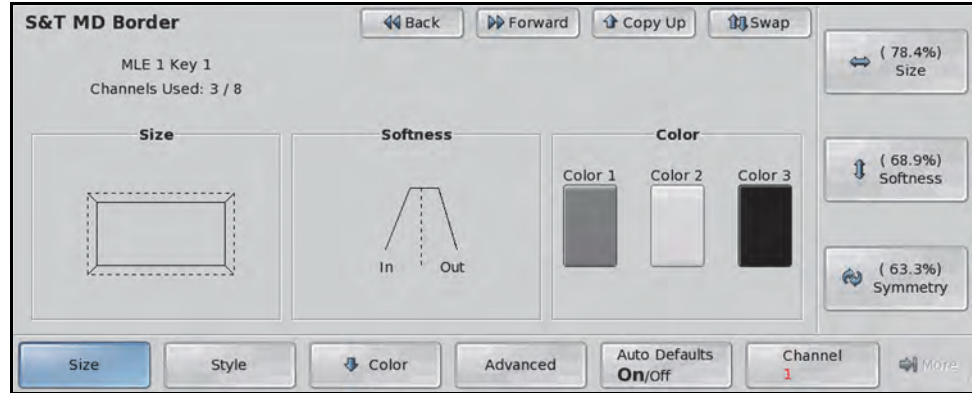 S&T MD Border
Back
Forward
Copy Up
Swap
MLE 1 Key 1
Channels Used: 3 / 8
Size
Softness
In
Out
Color
Color 1
Color 2
Color 3
( 78.4%)
Size
( 68.9%)
Softness
( 63.3%)
Symmetry
Size
Style
Color
Advanced
Auto Defaults
On/Off
Channel
1
More